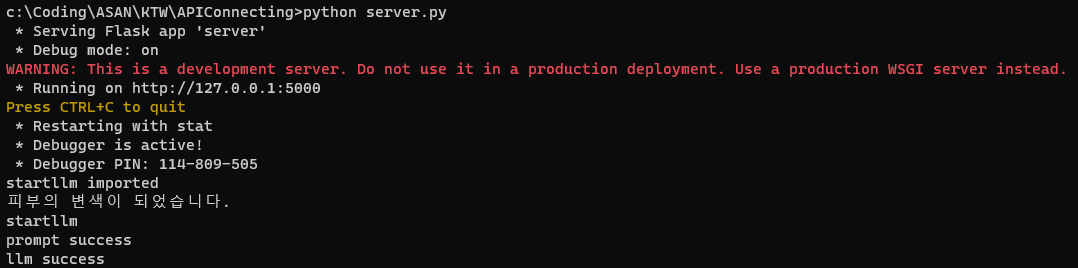 c:\Coding\ASAN\KTW\APIConnecting>python server.py
 * Serving Flask app 'server'
 * Debug mode: on
WARNING: This is a development server. Do not use it in a production deployment. Use a production WSGI server instead.
 * Running on http://127.0.0.1:5000
Press CTRL+C to quit
 * Restarting with stat
 * Debugger is active!
 * Debugger PIN: 114-809-505
startllm imported
피부의 변색이 되었습니다.
startllm
prompt success
llm success